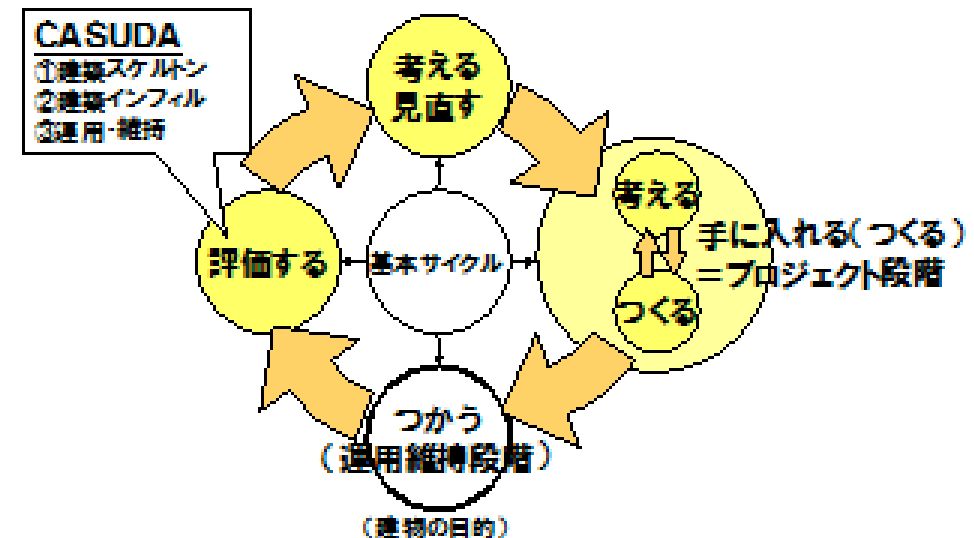 CASUDA
①建築スケルトン
②建築インフィル
③運用・維持
考える
見直す
考える
手に入れる(つくる)
=プロジェクト段階
つくる
評価する
基本サイクル
つかう
(運用維持段階)
(建物の目的)